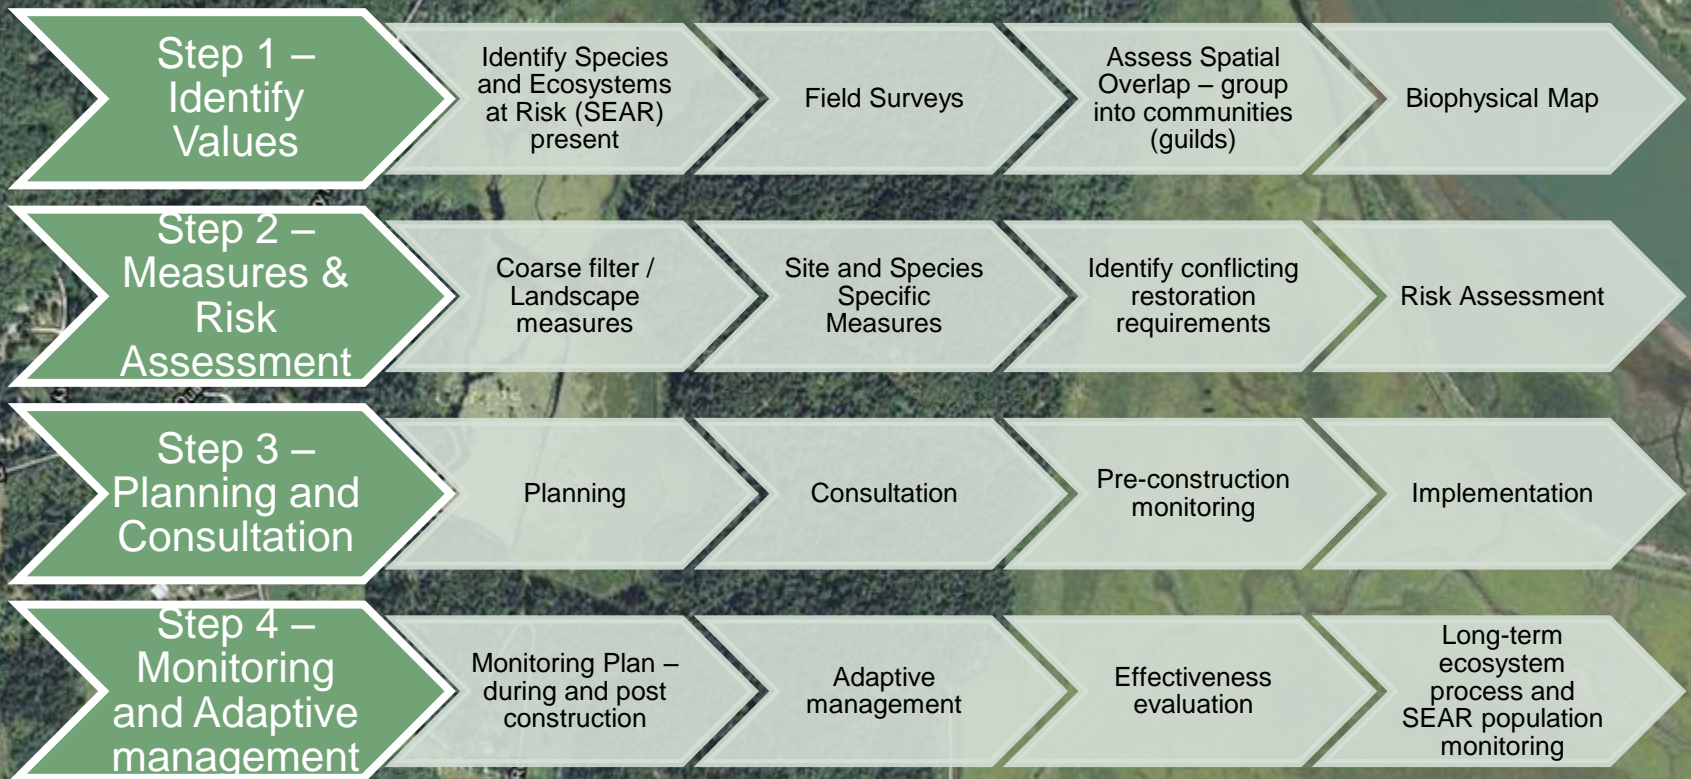 Step 1 –
Identify
Values
Identify Species
and Ecosystems
at Risk (SEAR)
present
Field Surveys
Assess Spatial
Overlap – group
into communities
(guilds)
Biophysical Map
Step 2 –
Measures &
Risk
Assessment
Coarse filter /
Landscape
measures
Site and Species
Specific
Measures
Identify conflicting
restoration
requirements
Risk Assessment
Step 3 –
Planning and
Consultation
Planning
Consultation
Pre-construction
monitoring
Implementation
Step 4 –
Monitoring
and Adaptive
management
Monitoring Plan –
during and post
construction
Adaptive
management
Effectiveness
evaluation
Long-term
ecosystem
process and
SEAR population
monitoring